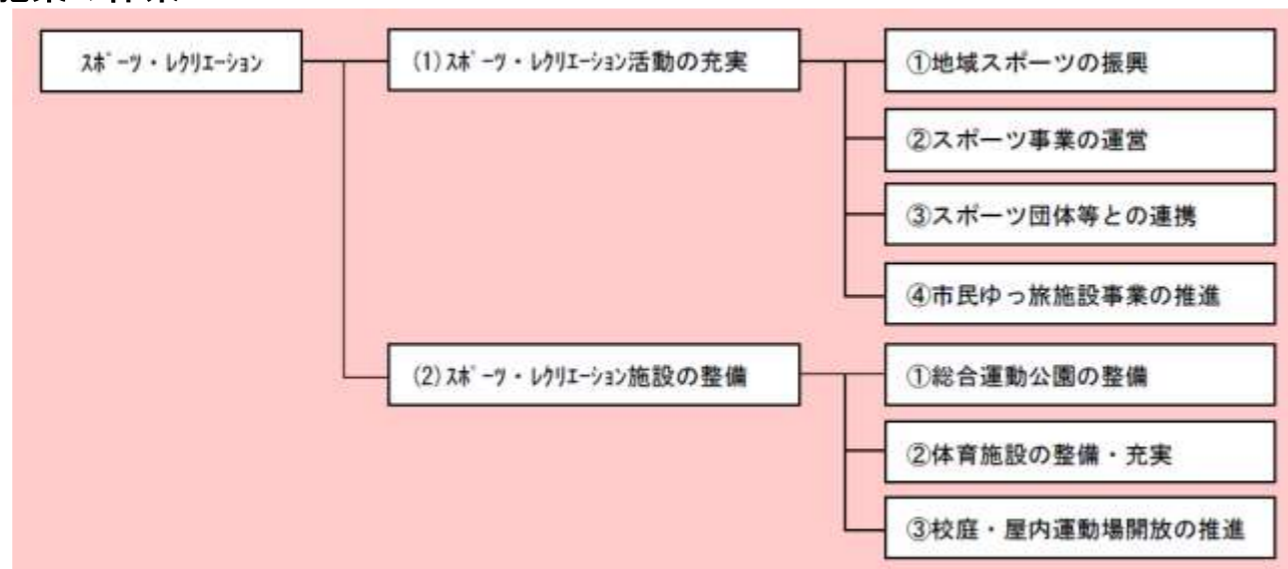 スポーツ・レクリエーション
(1)スポーツ・レクリエーション活動の充実
①地域スポーツの振興
②スポーツ事業の運営
③スポーツ団体等との連携
④市民ゆっ旅施設事業の推進
(2)スポーツ・レクリエーション施設の整備
①総合運動公園の整備
②体育施設の整備・充実
③校庭・屋内運動場開放の推進